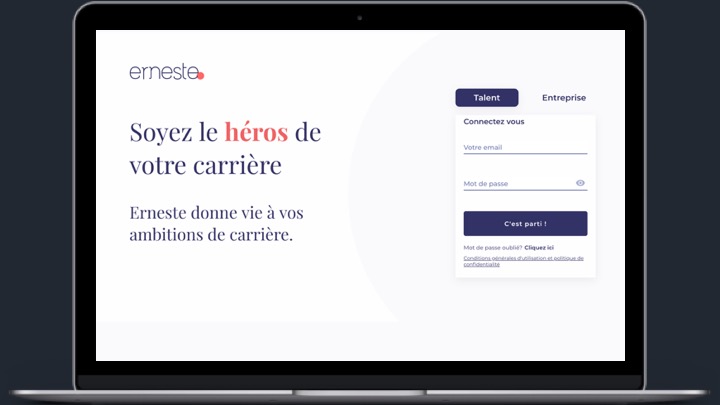 erneste
Talent
Entreprise
Soyez le héros de
votre carrière
Erneste donne vie à vos
ambitions de carrière.
Connectez vous
Votre email
Mot de passe
C'est parti !
Mot de passe oublié? Cliquez ici
Conditions générales d'utilisation et politique de
confidentialité